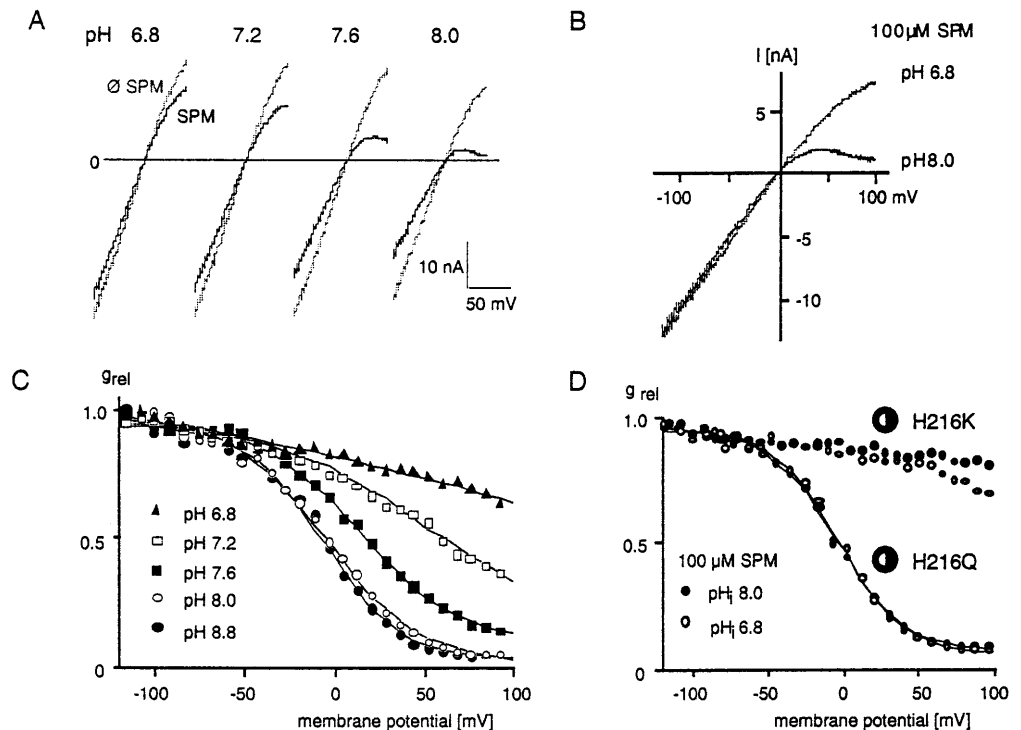 A
pH 6.8 7.2 7.6 8.0
Ø SPM
SPM
0
10 nA
50 mV
B
100µM SPM
I [nA]
pH 6.8
5
pH8.0
-100
100 mV
-5
-10
C
g rel
1.0
0.5
0
pH 6.8
pH 7.2
pH 7.6
pH 8.0
pH 8.8
-100 -50 0 50 100
membrane potential [mV]
D
g rel
1.0
0.5
0
H216K
H216Q
100 µM SPM
pHi 8.0
pHi 6.8
-100 -50 0 50 100
membrane potential [mV]